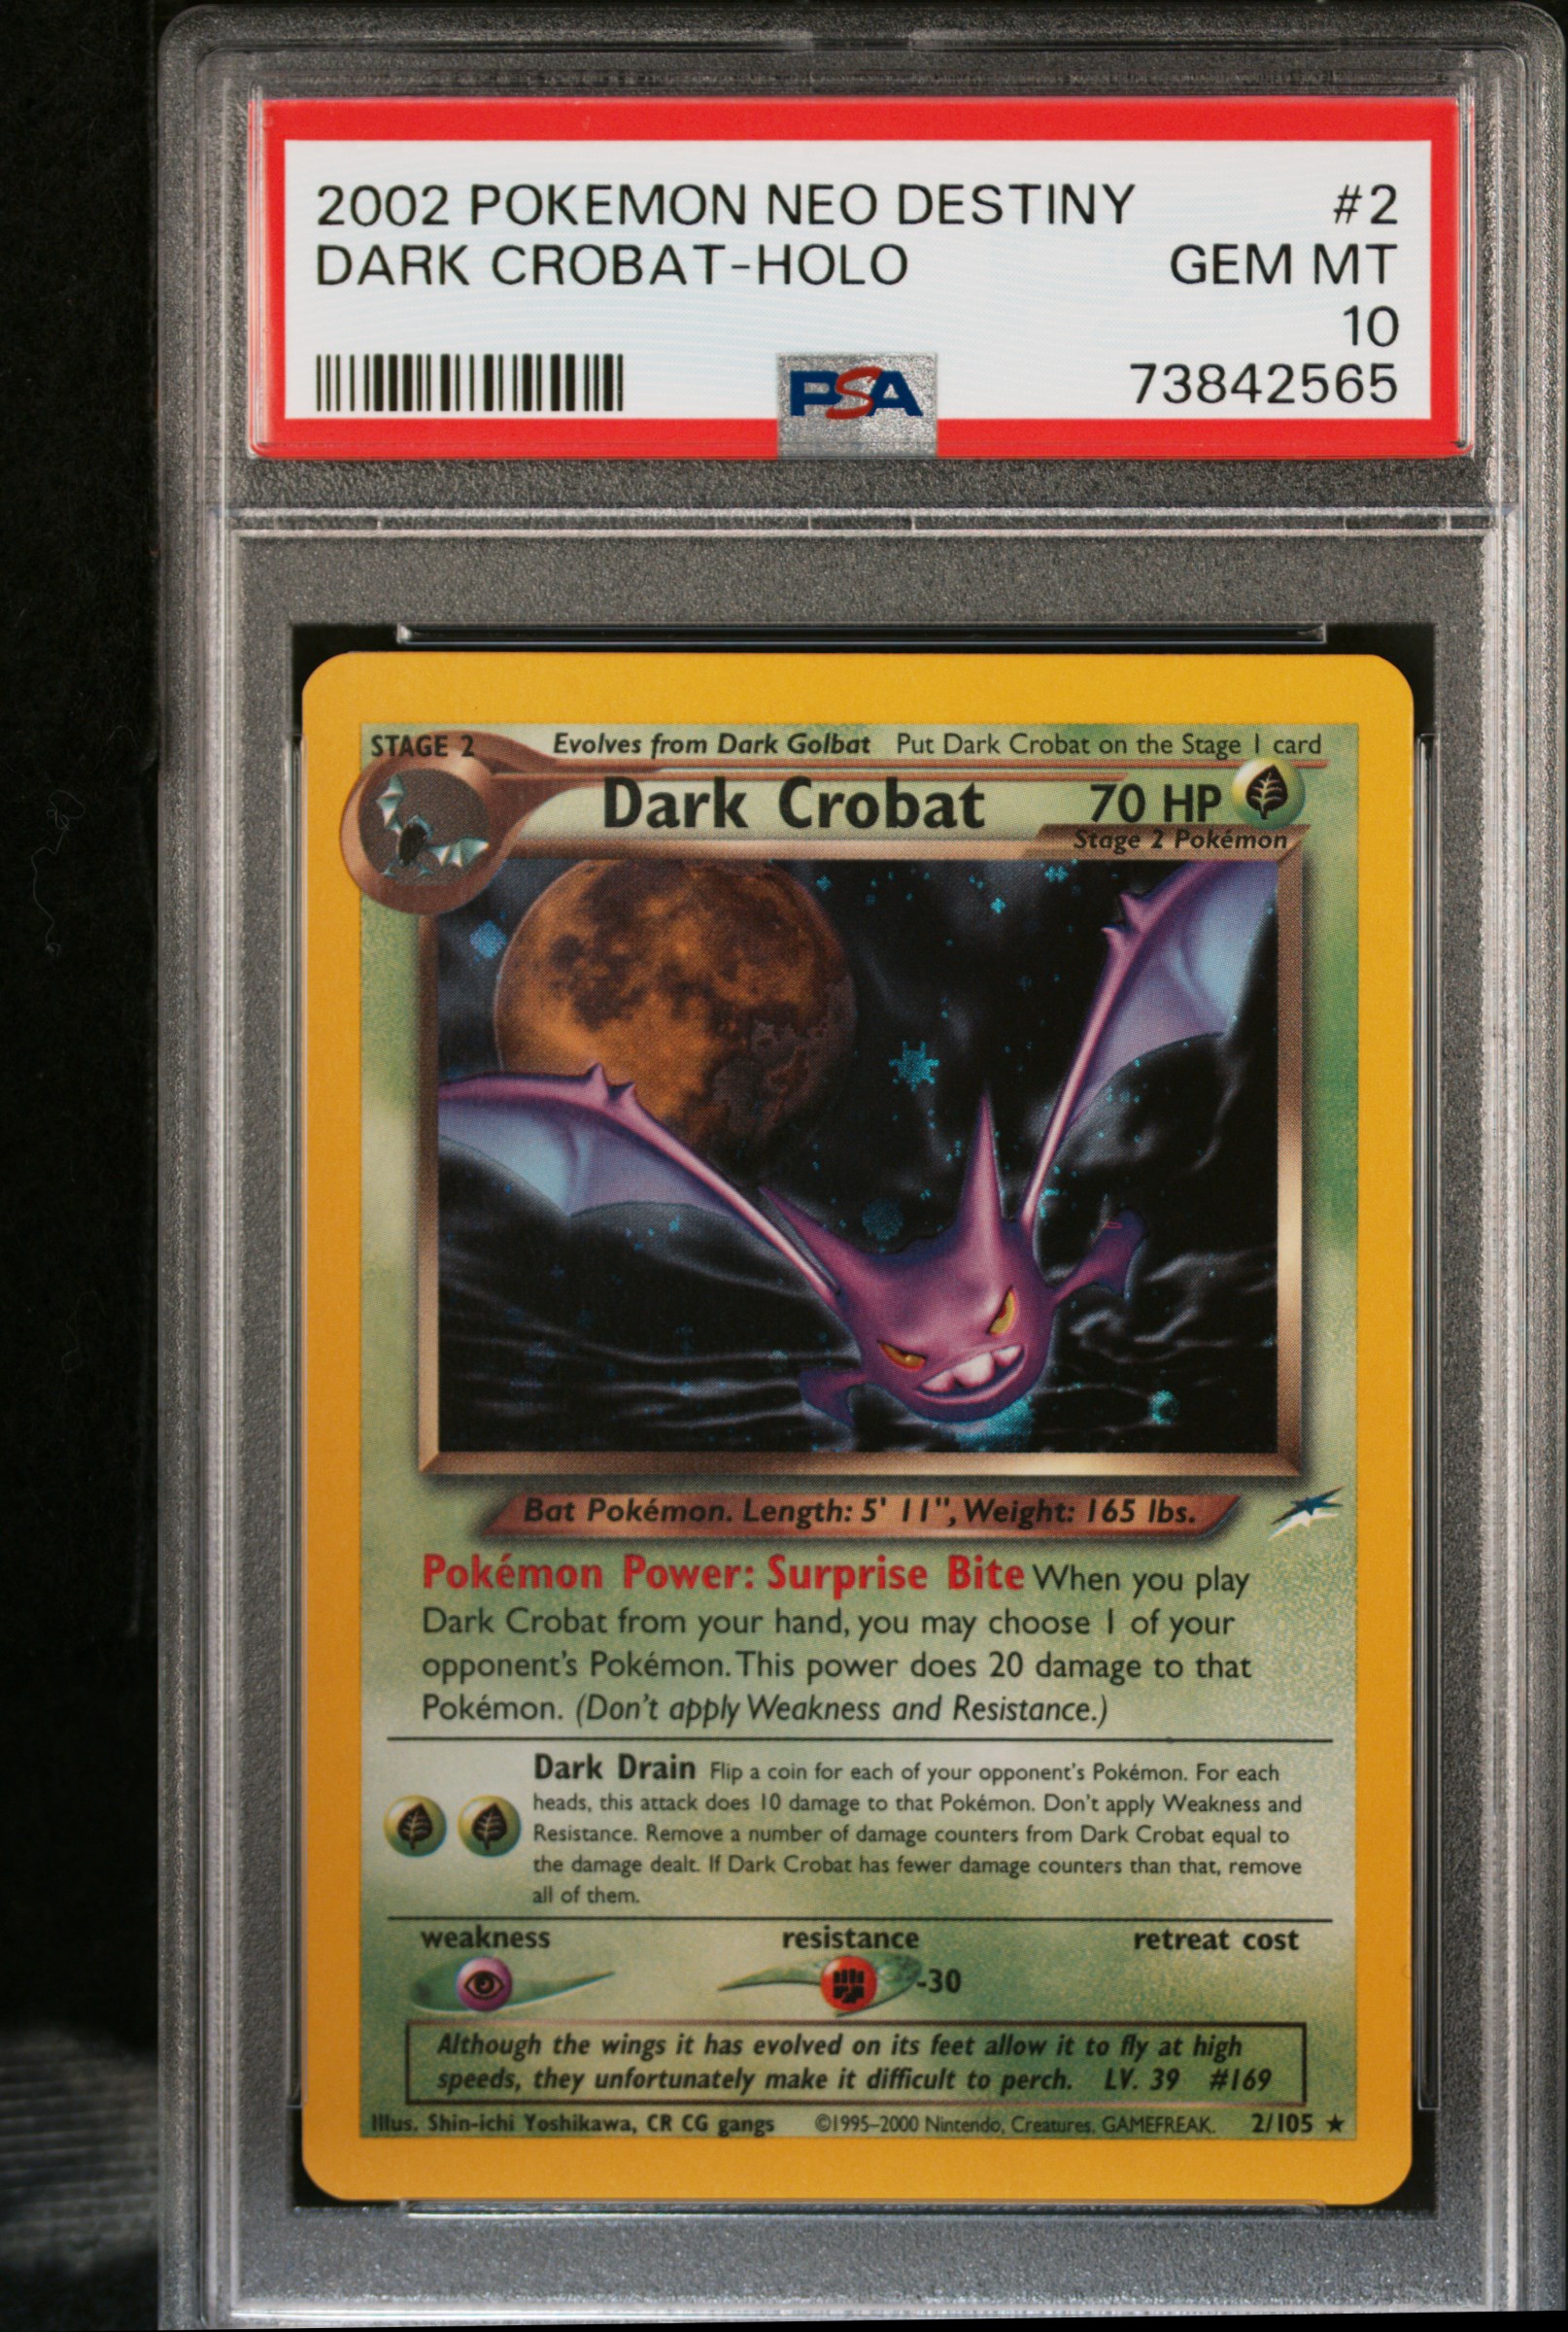 2002 POKEMON NEO DESTINY #2
DARK CROBAT-HOLO GEM MT
10
PSA 73842565
STAGE 2 Evolves from Dark Golbat Put Dark Crobat on the Stage 1 card
Dark Crobat 70 HP
Stage 2 Pokémon
Bat Pokémon. Length: 5' 11", Weight: 165 lbs.
Pokémon Power: Surprise Bite When you play
Dark Crobat from your hand, you may choose 1 of your
opponent's Pokémon. This power does 20 damage to that
Pokémon. (Don't apply Weakness and Resistance.)
Dark Drain Flip a coin for each of your opponent's Pokémon. For each
heads, this attack does 10 damage to that Pokémon. Don't apply Weakness and
Resistance. Remove a number of damage counters from Dark Crobat equal to
the damage dealt. If Dark Crobat has fewer damage counters than that, remove
all of them.
weakness resistance retreat cost
-30
Although the wings it has evolved on its feet allow it to fly at high
speeds, they unfortunately make it difficult to perch. LV. 39 #169
Illus. Shin-ichi Yoshikawa, CR CG gangs ©1995–2000 Nintendo, Creatures, GAMEFREAK. 2/105 ★